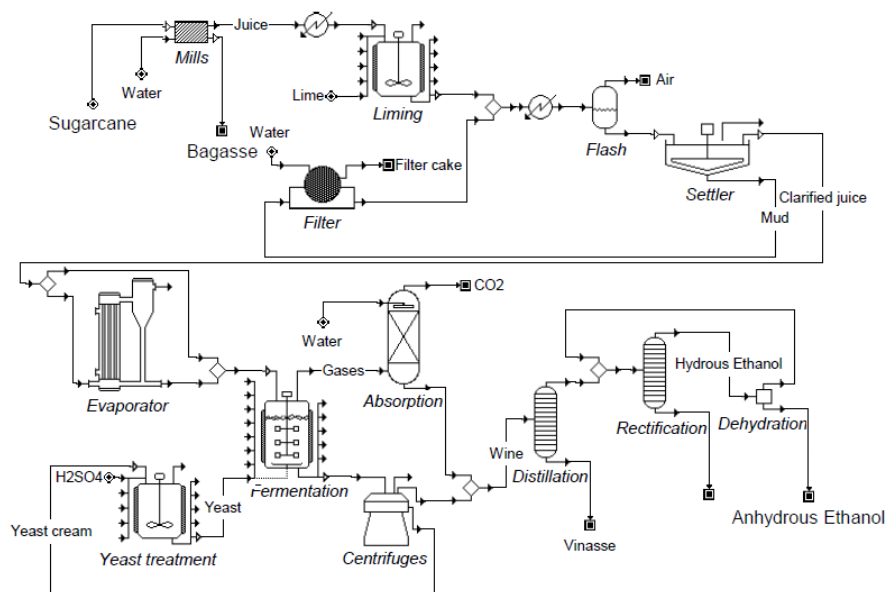 Juice
Mills
Water
Sugarcane
Bagasse
Lime
Liming
Air
Flash
Water
Filter cake
Filter
Settler
Clarified juice
Mud
Evaporator
Water
CO2
Gases
Absorption
Hydrous Ethanol
Rectification
Dehydration
Wine
Distillation
H2SO4
Yeast
Fermentation
Yeast cream
Yeast treatment
Centrifuges
Vinasse
Anhydrous Ethanol